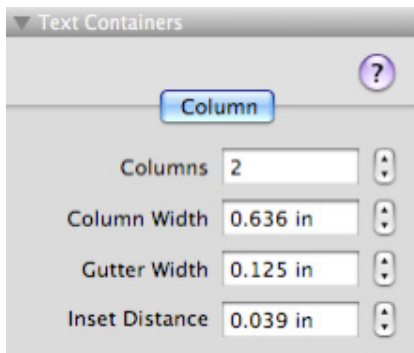 Text Containers
?
Column
Columns 2
Column Width 0.636 in
Gutter Width 0.125 in
Inset Distance 0.039 in